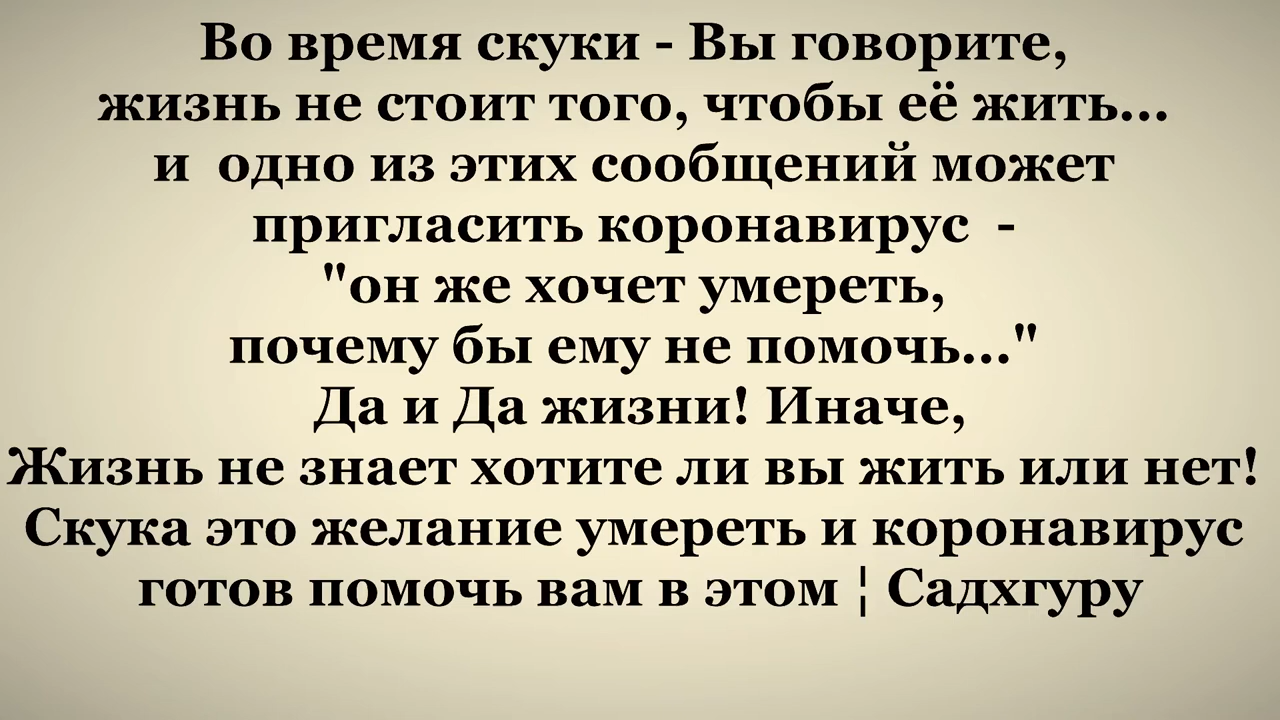 Во время скуки - Вы говорите,
жизнь не стоит того, чтобы её жить...
и  одно из этих сообщений может
пригласить коронавирус  -
"он же хочет умереть,
почему бы ему не помочь..."
Да и Да жизни! Иначе,
Жизнь не знает хотите ли вы жить или нет!
Скука это желание умереть и коронавирус
готов помочь вам в этом ¦ Садхгуру